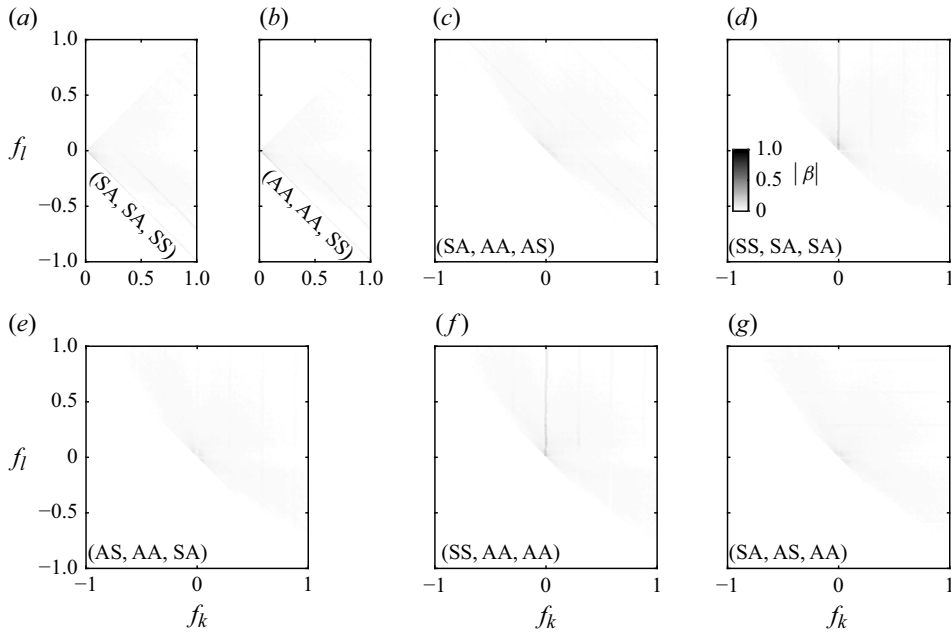 (a)
(b)
(c)
(d)
1.0
0.5
0
−0.5
−1.0
f_l
(SA, SA, SS)
(AA, AA, SS)
(SA, AA, AS)
(SS, SA, SA)
1.0
0.5
0
|β|
0 0.5 1.0
0 0.5 1.0
−1 0 1
−1 0 1
(e)
(f)
(g)
1.0
0.5
0
−0.5
−1.0
f_l
(AS, AA, SA)
(SS, AA, AA)
(SA, AS, AA)
−1 0 1
−1 0 1
−1 0 1
f_k
f_k
f_k